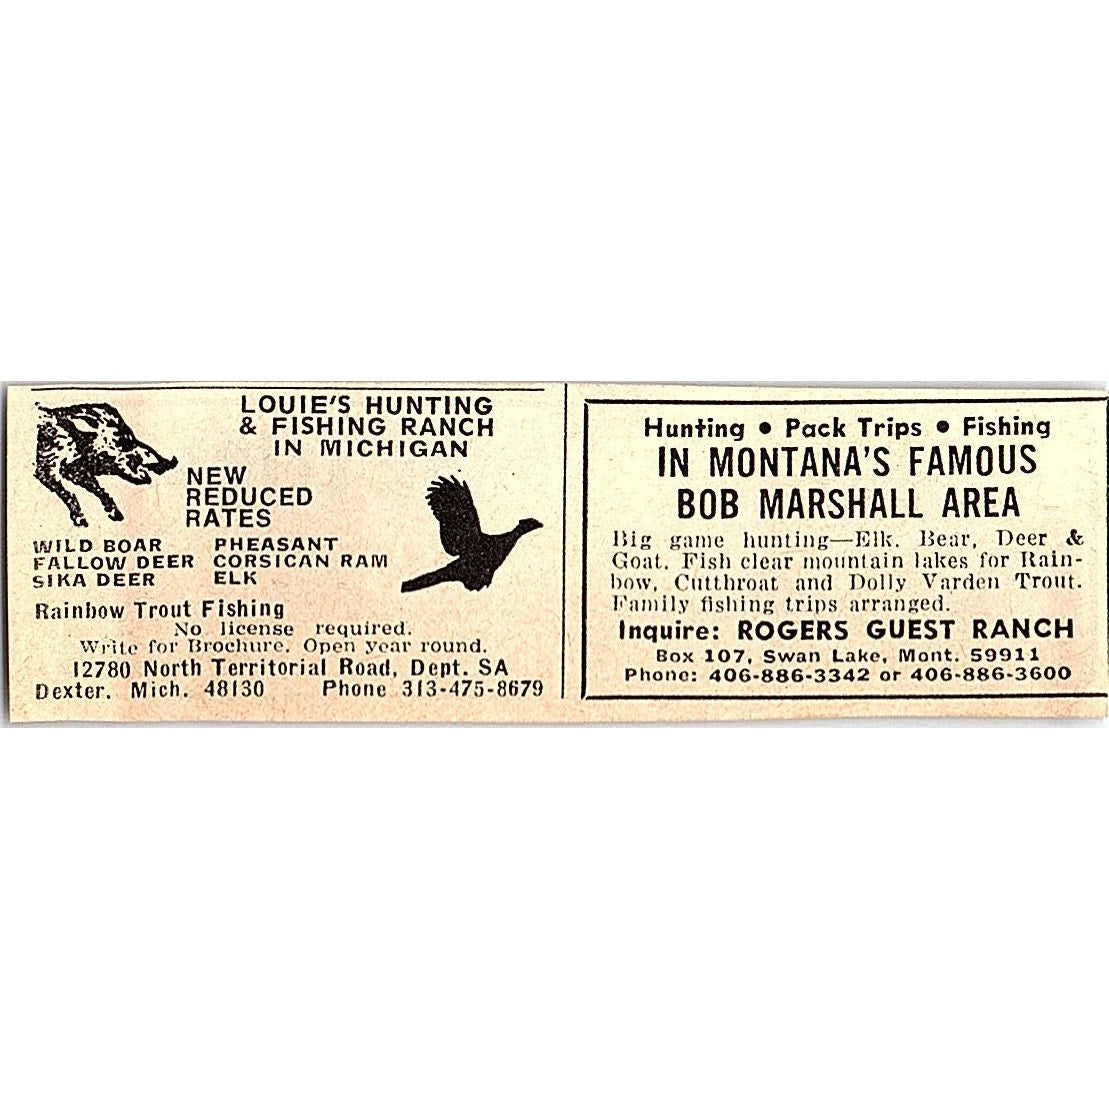 LOUIE'S HUNTING
& FISHING RANCH
IN MICHIGAN
NEW
REDUCED
RATES
WILD BOAR PHEASANT
FALLOW DEER CORSICAN RAM
SIKA DEER ELK
Rainbow Trout Fishing
No license required.
Write for Brochure. Open year round.
12780 North Territorial Road, Dept. SA
Dexter, Mich. 48130 Phone 313-475-8679
Hunting • Pack Trips • Fishing
IN MONTANA'S FAMOUS
BOB MARSHALL AREA
Big game hunting—Elk, Bear, Deer &
Goat. Fish clear mountain lakes for Rain-
bow, Cutthroat and Dolly Varden Trout.
Family fishing trips arranged.
Inquire: ROGERS GUEST RANCH
Box 107, Swan Lake, Mont. 59911
Phone: 406-886-3342 or 406-886-3600